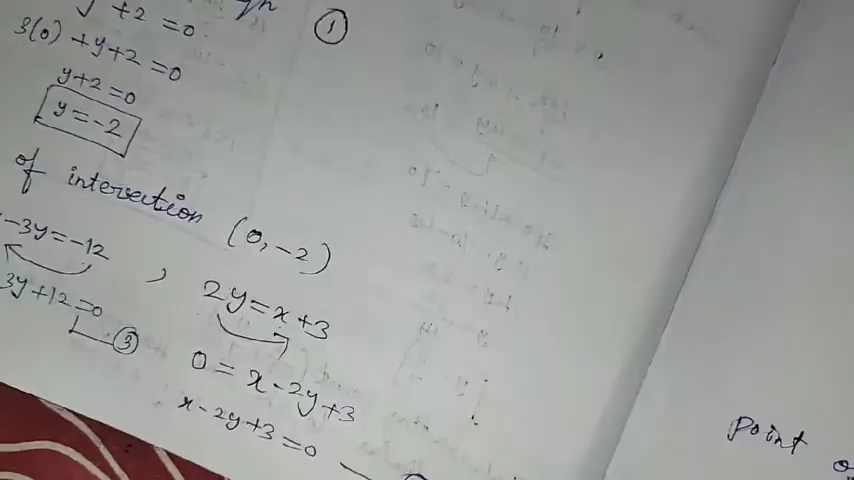 +2=0
①
3(0)+y+2=0
y+2=0
y=-2
of intersection (0,-2)
-3y=-12 , 2y=x+3
3y+12=0 ③
0=x-2y+3
x-2y+3=0
Point